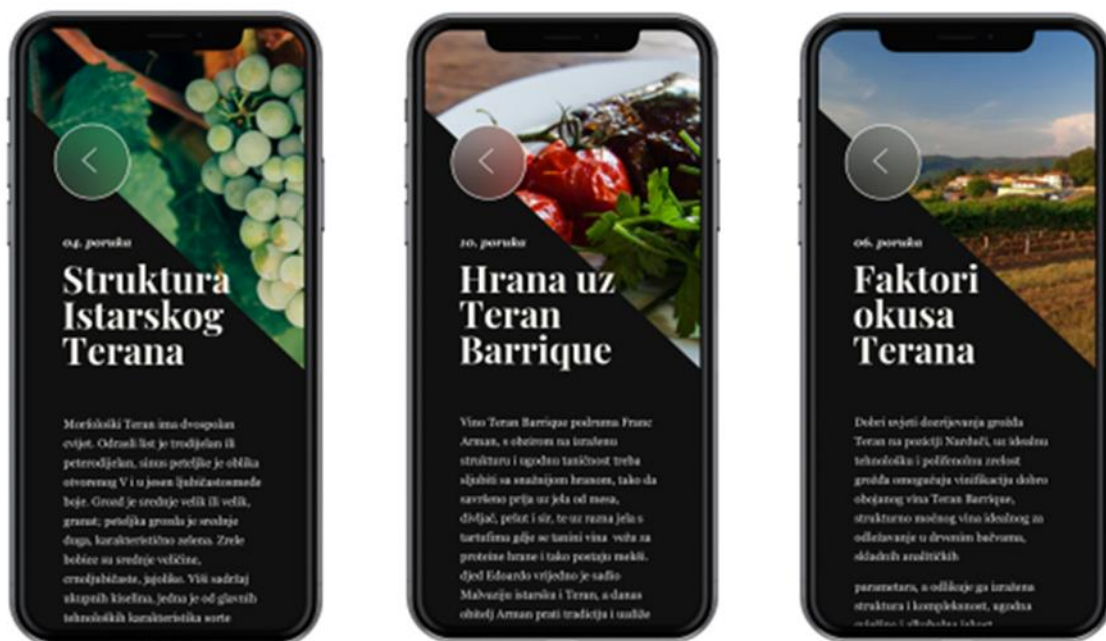 04. poruka
Struktura
Istarskog
Terana
Morfološki Teran ima dvospolan
cvijet. Odrasli list je trodijelan ili
peterodijelan, sinus peteljke je oblika
otvorenog V i u jesen ljubičastosmeđe
boje. Grozd je srednje velik ili velik,
granat; peteljka grozda je srednje
duga, karakteristično zelena. Zrele
bobice su srednje veličine,
crnoljubičaste, jajolike. Viši sadržaj
ukupnih kiselina, jedna je od glavnih
tehnoloških karakteristika sorte
10. poruka
Hrana uz
Teran
Barrique
Vino Teran Barrique podruma Franc
Arman, s obzirom na izraženu
strukturu i ugodnu taničnost treba
sljubiti sa snažnijom hranom, tako da
savršeno prija uz jela od mesa,
divljač, pršut i sir, te uz razna jela s
tartufima gdje se tanini vina vežu za
proteine hrane i tako postaju mekši.
djed Edoardo vrijedno je sadio
Malvaziju istarsku i Teran, a danas
obitelj Arman prati tradiciju i
06. poruka
Faktori
okusa
Terana
Dobri uvjeti dozrijevanja grožđa
Teran na poziciji Narduči, uz idealnu
tehnološku i polifenolnu zrelost
grožđa omogućuju vinifikaciju dobro
obojanog vina Teran Barrique,
strukturno moćnog vina idealnog za
odležavanje u drvenim bačvama,
skladnih analitičkih
parametara, a odlikuje ga izražena
struktura i kompleksnost, ugodna